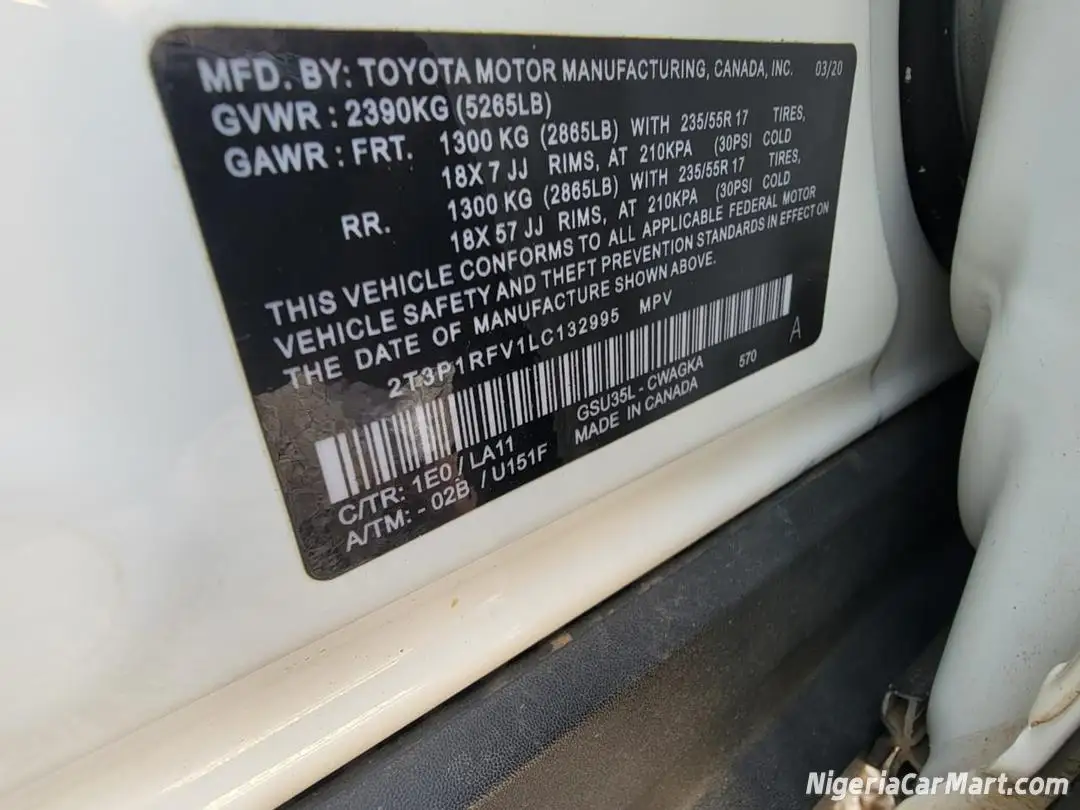 MFD. BY: TOYOTA MOTOR MANUFACTURING, CANADA, INC. 03/20
GVWR : 2390KG (5265LB)
GAWR : FRT. 1300 KG (2865LB) WITH 235/55R 17 TIRES,
18X 7 JJ RIMS, AT 210KPA (30PSI COLD
RR. 1300 KG (2865LB) WITH 235/55R 17 TIRES,
18X 57 JJ RIMS, AT 210KPA (30PSI COLD
THIS VEHICLE CONFORMS TO ALL APPLICABLE FEDERAL MOTOR
VEHICLE SAFETY AND THEFT PREVENTION STANDARDS IN EFFECT ON
THE DATE OF MANUFACTURE SHOWN ABOVE.
2T3P1RFV1LC132995 MPV
A
C/TR: 1E0 / LA11 GSU35L - CWAGKA 570
A/TM: - 02B / U151F MADE IN CANADA
NigeriaCarMart.com